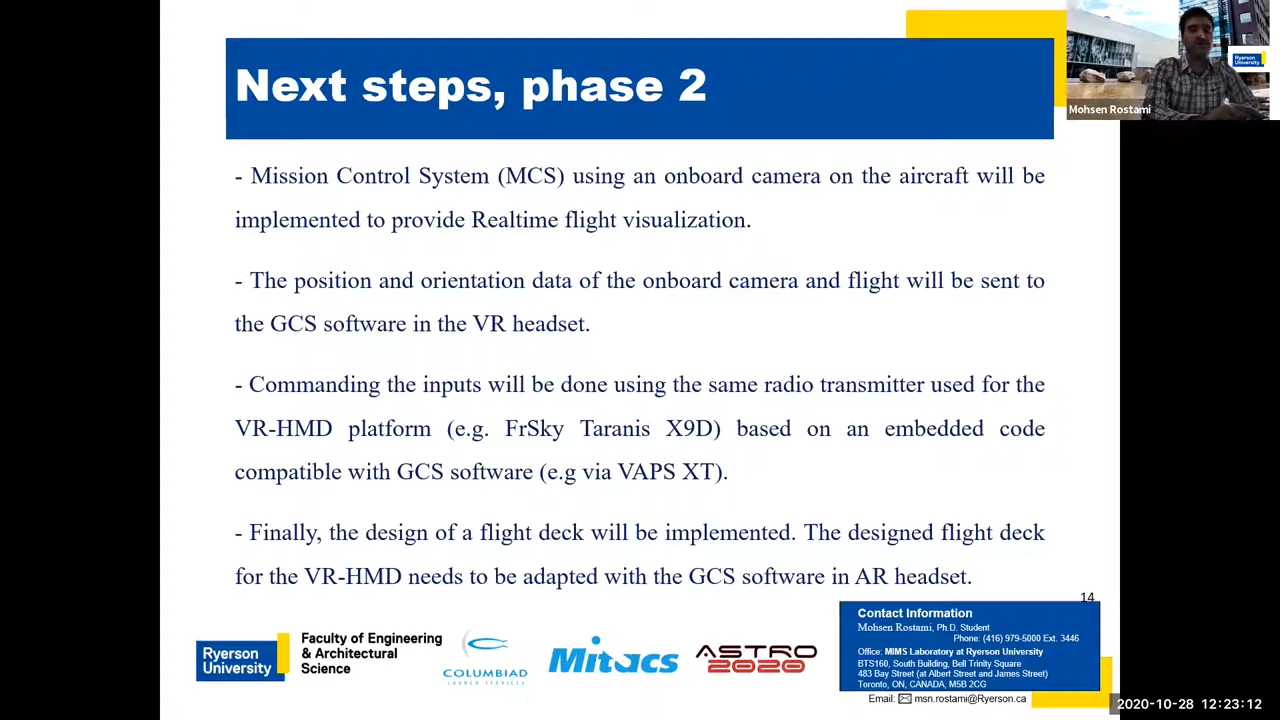 Next steps, phase 2
Ryerson
University
Mohsen Rostami
- Mission Control System (MCS) using an onboard camera on the aircraft will be
implemented to provide Realtime flight visualization.
- The position and orientation data of the onboard camera and flight will be sent to
the GCS software in the VR headset.
- Commanding the inputs will be done using the same radio transmitter used for the
VR-HMD platform (e.g. FrSky Taranis X9D) based on an embedded code
compatible with GCS software (e.g via VAPS XT).
- Finally, the design of a flight deck will be implemented. The designed flight deck
for the VR-HMD needs to be adapted with the GCS software in AR headset.
14
Ryerson
University
Faculty of Engineering
& Architectural
Science
COLUMBIAD
LAUNCH SERVICES
Mitacs
ASTRO
2020
Contact Information
Mohsen Rostami, Ph.D. Student
Phone: (416) 979-5000 Ext. 3446
Office: MIMS Laboratory at Ryerson University
BTS160, South Building, Bell Trinity Square
483 Bay Street (at Albert Street and James Street)
Toronto, ON, CANADA, M5B 2CG
Email: msn.rostami@Ryerson.ca
2020-10-28 12:23:12